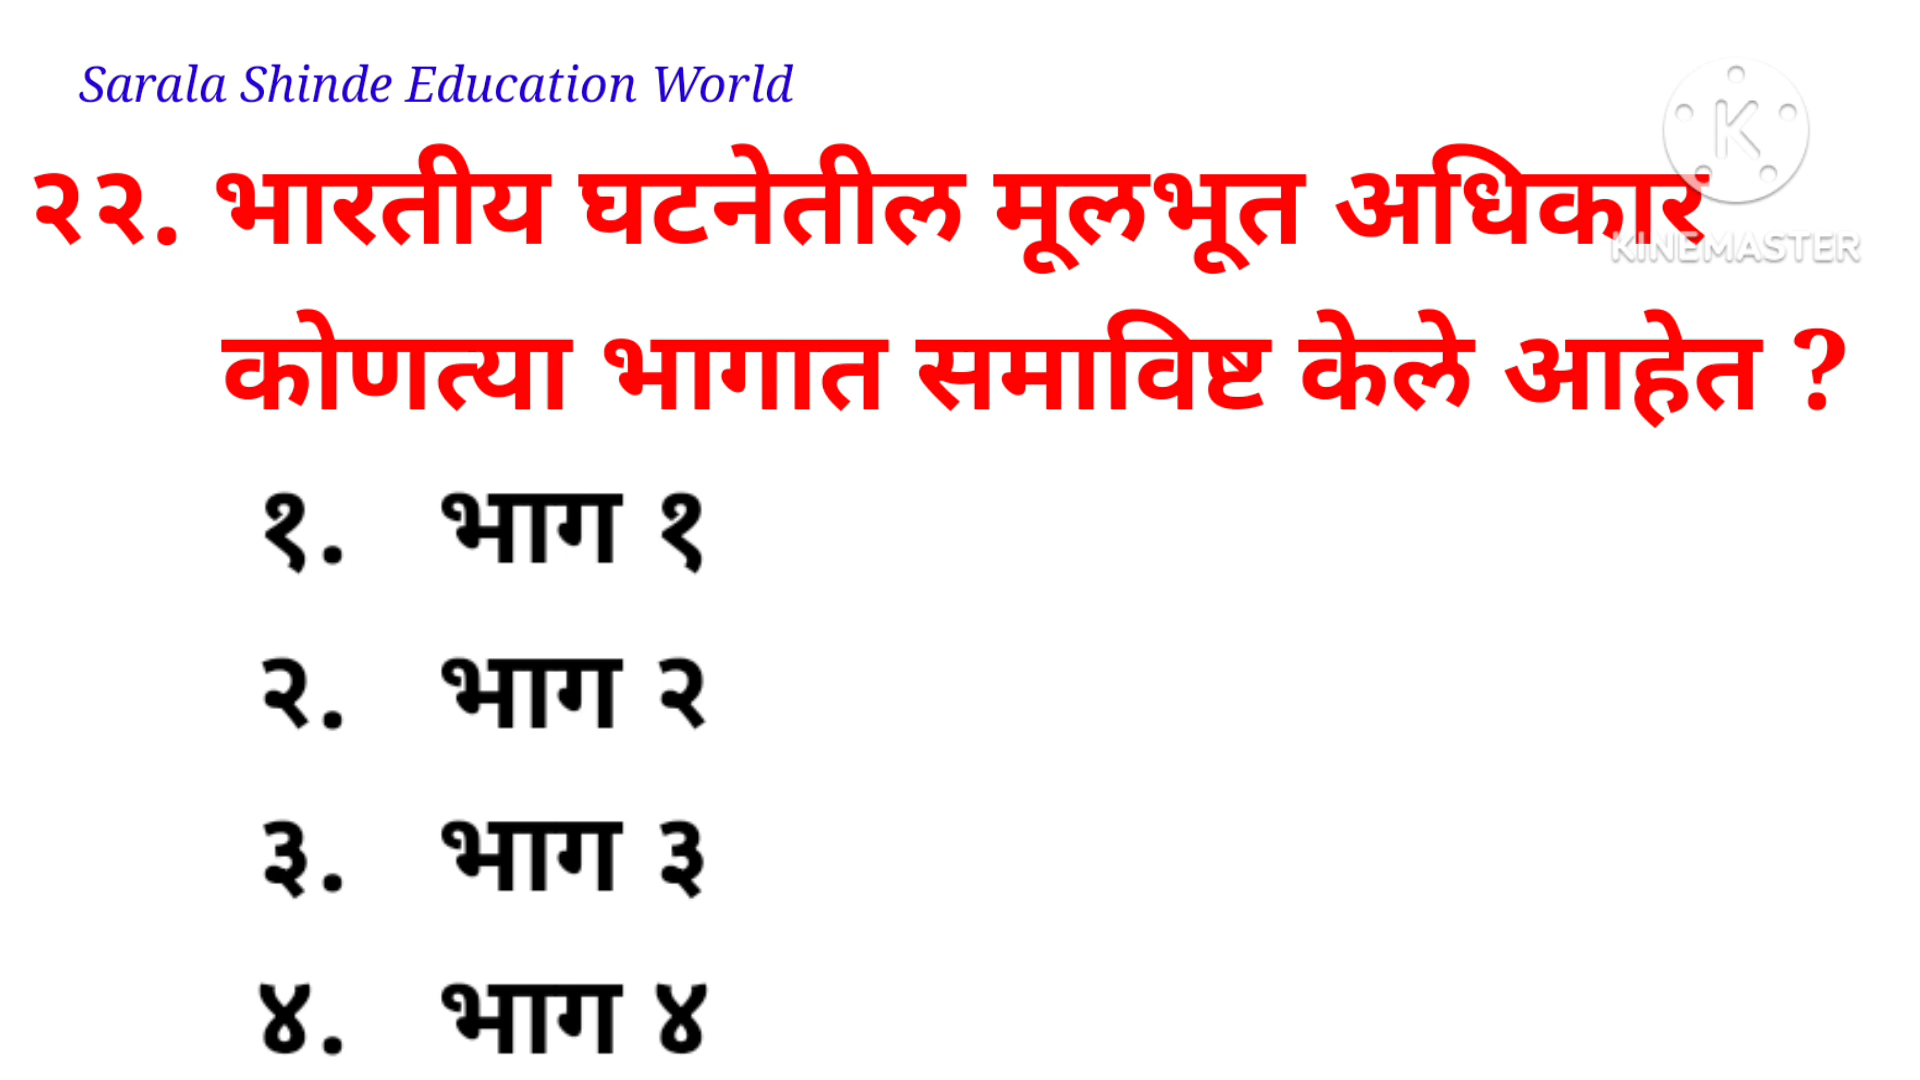 Sarala Shinde Education World
२२. भारतीय घटनेतील मूलभूत अधिकार
KINEMASTER
कोणत्या भागात समाविष्ट केले आहेत ?
१. भाग १
२. भाग २
३. भाग ३
४. भाग ४